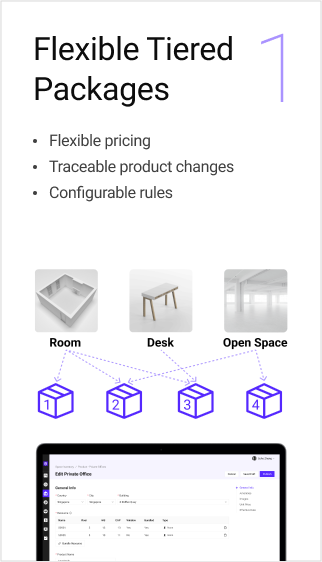 Flexible Tiered
Packages
1
Flexible pricing
Traceable product changes
Configurable rules
Room
Desk
Open Space
1
2
3
4
Edit Private Office
General Info